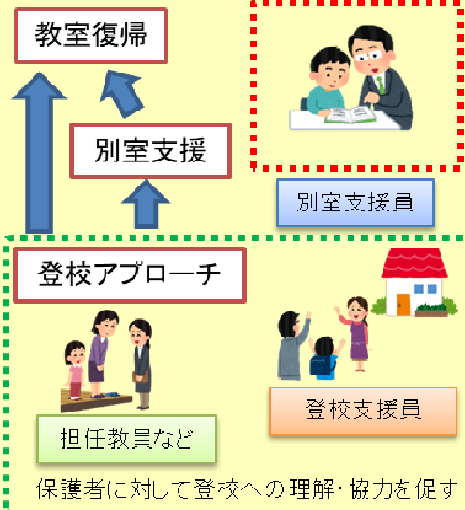 教室復帰
別室支援
別室支援員
登校アプローチ
登校支援員
担任教員など
保護者に対して登校への理解・協力を促す